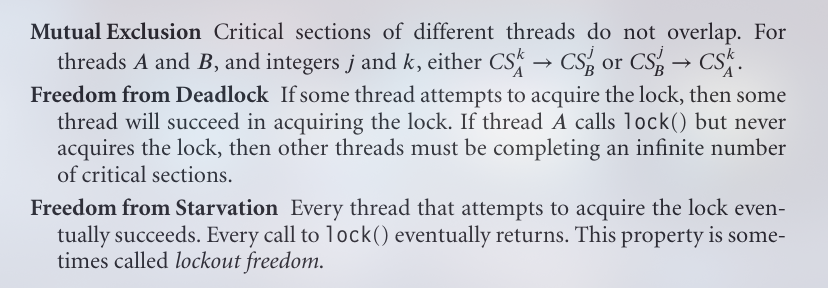 Mutual Exclusion Critical sections of different threads do not overlap. For
threads A and B, and integers j and k, either CS_A^k → CS_B^j or CS_B^j → CS_A^k.
Freedom from Deadlock If some thread attempts to acquire the lock, then some
thread will succeed in acquiring the lock. If thread A calls lock() but never
acquires the lock, then other threads must be completing an infinite number
of critical sections.
Freedom from Starvation Every thread that attempts to acquire the lock even-
tually succeeds. Every call to lock() eventually returns. This property is some-
times called lockout freedom.